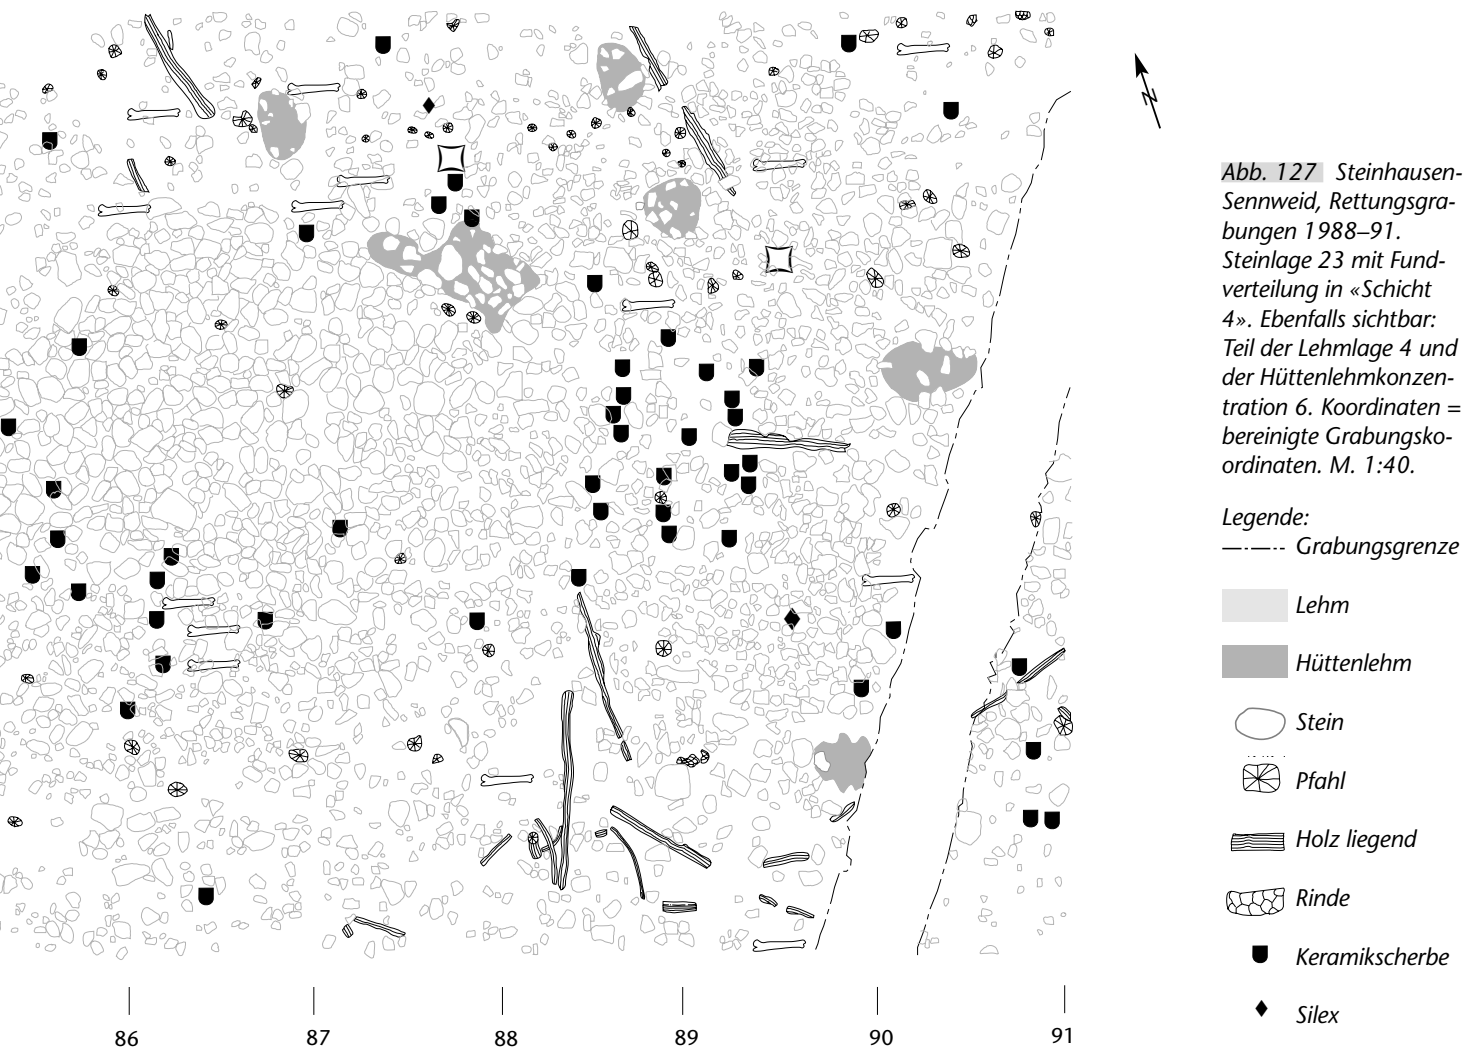 Abb. 127 Steinhausen-
Sennweid, Rettungsgra-
bungen 1988–91.
Steinlage 23 mit Fund-
verteilung in «Schicht
4». Ebenfalls sichtbar:
Teil der Lehmlage 4 und
der Hüttenlehmkonzen-
tration 6. Koordinaten =
bereinigte Grabungsko-
ordinaten. M. 1:40.
Legende:
Grabungsgrenze
Lehm
Hüttenlehm
Stein
Pfahl
Holz liegend
Rinde
Keramikscherbe
Silex
86 87 88 89 90 91